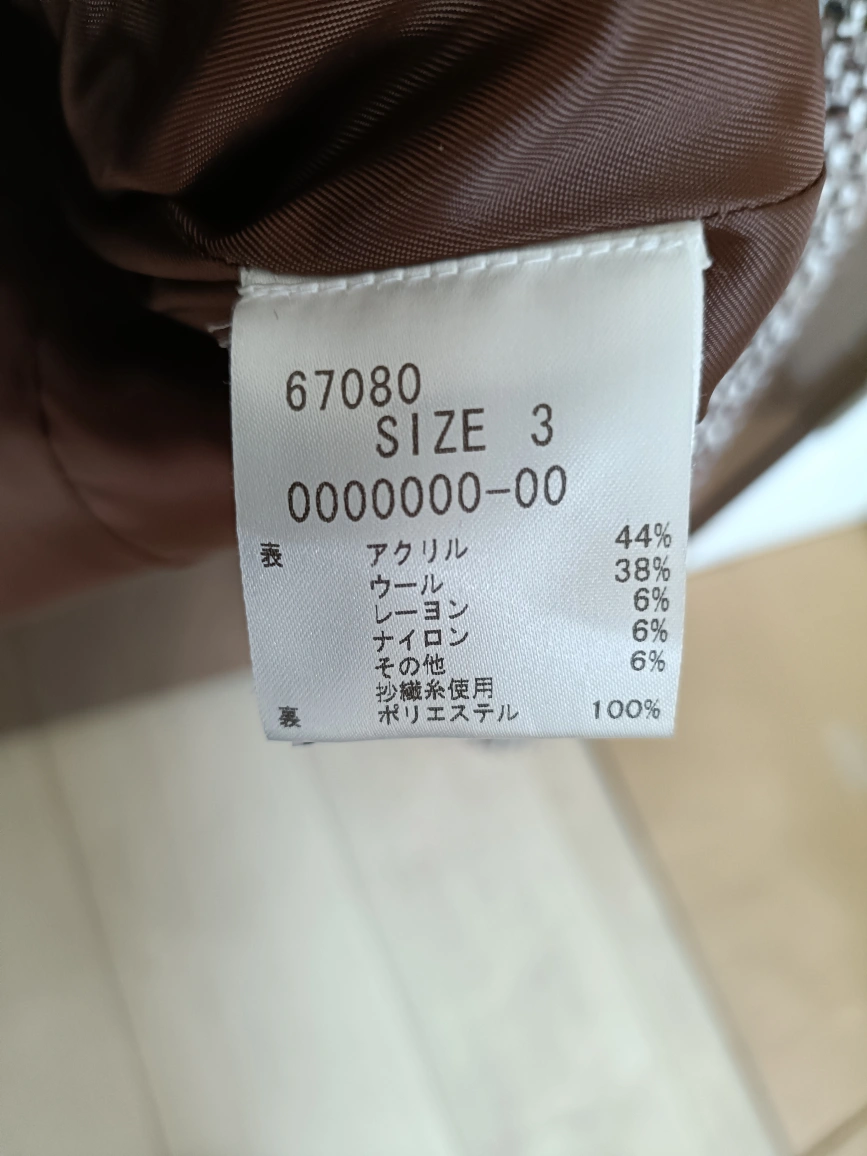 67080
SIZE 3
0000000-00
表 アクリル 44%
ウール 38%
レーヨン 6%
ナイロン 6%
その他 6%
抄繊糸使用
裏 ポリエステル 100%